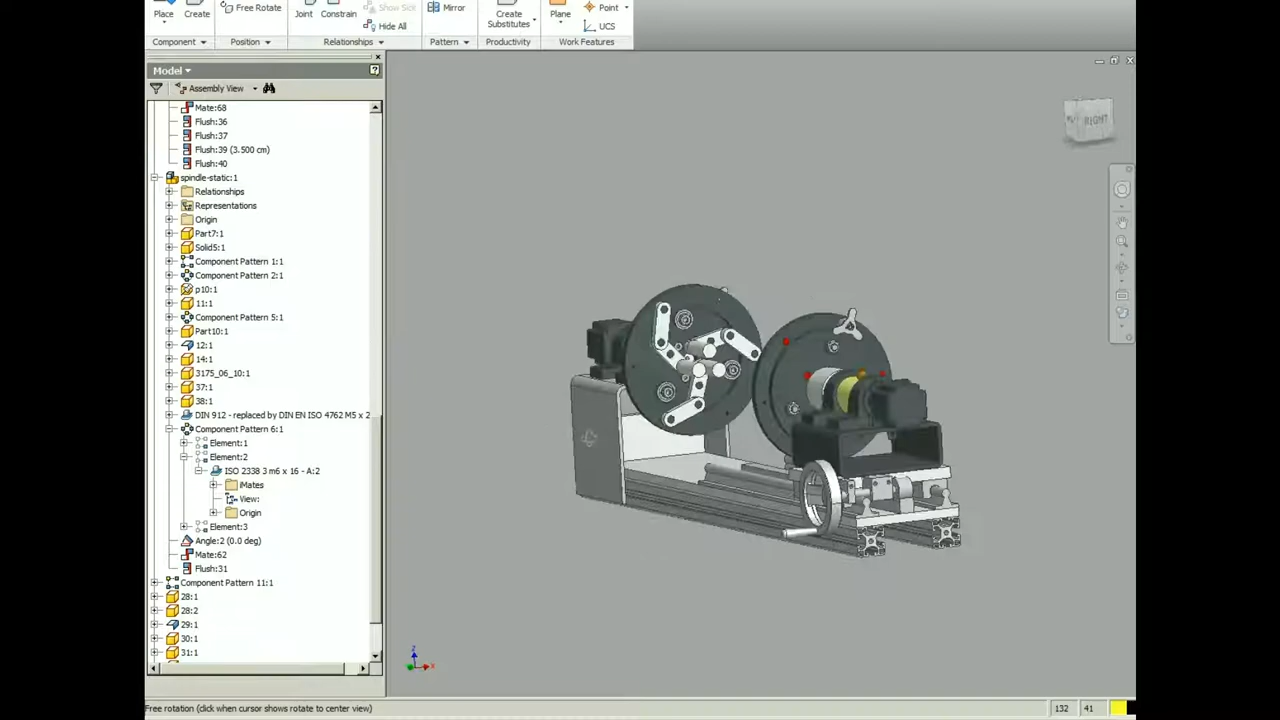 Place
Create
Free Rotate
Joint
Constrain
Show Sick
Hide All
Mirror
Create
Substitutes
Plane
Point
UCS
Component
Position
Relationships
Pattern
Productivity
Work Features
Model
Assembly View
Mate:68
Flush:36
Flush:37
Flush:39 (3.500 cm)
Flush:40
spindle-static:1
Relationships
Representations
Origin
Part7:1
Solid5:1
Component Pattern 1:1
Component Pattern 2:1
p10:1
11:1
Component Pattern 5:1
Part10:1
12:1
14:1
3175_06_10:1
37:1
38:1
DIN 912 - replaced by DIN EN ISO 4762 M5 x 2
Component Pattern 6:1
Element:1
Element:2
ISO 2338 3 m6 x 16 - A:2
iMates
View:
Origin
Element:3
Angle:2 (0.0 deg)
Mate:62
Flush:31
Component Pattern 11:1
28:1
28:2
29:1
30:1
31:1
RIGHT
Z
X
Free rotation (click when cursor shows rotate to center view)
132
41